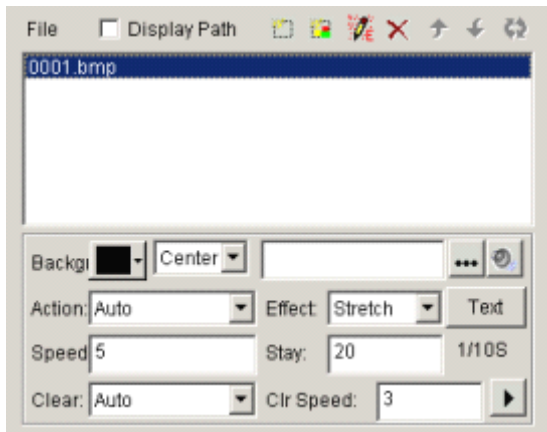 File Display Path
0001.bmp
Backgr Center
Action: Auto Effect: Stretch Text
Speed 5 Stay: 20 1/10S
Clear: Auto Clr Speed: 3